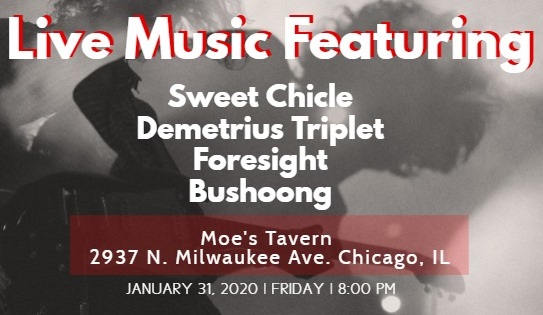 Live Music Featuring
Sweet Chicle
Demetrius Triplet
Foresight
Bushoong
Moe's Tavern
2937 N. Milwaukee Ave. Chicago, IL
JANUARY 31, 2020 | FRIDAY | 8:00 PM